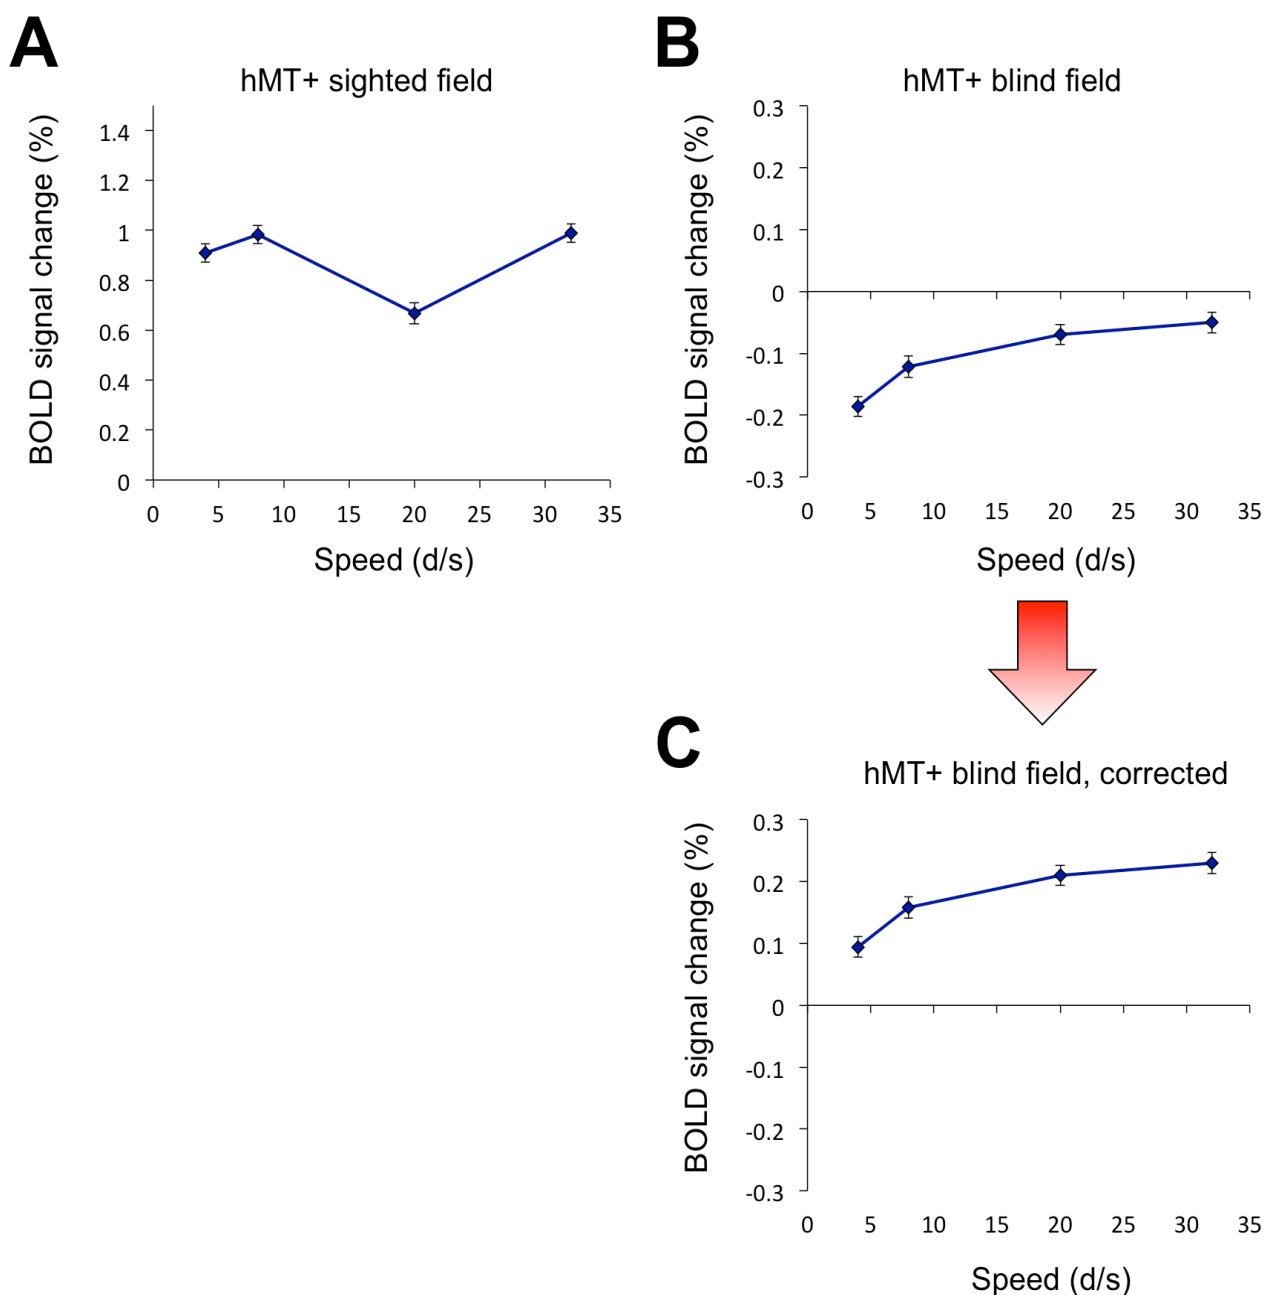 A
hMT+ sighted field
BOLD signal change (%)
1.4
1.2
1
0.8
0.6
0.4
0.2
0
0 5 10 15 20 25 30 35
Speed (d/s)
B
hMT+ blind field
BOLD signal change (%)
0.3
0.2
0.1
0
-0.1
-0.2
-0.3
0 5 10 15 20 25 30 35
Speed (d/s)
C
hMT+ blind field, corrected
BOLD signal change (%)
0.3
0.2
0.1
0
-0.1
-0.2
-0.3
0 5 10 15 20 25 30 35
Speed (d/s)